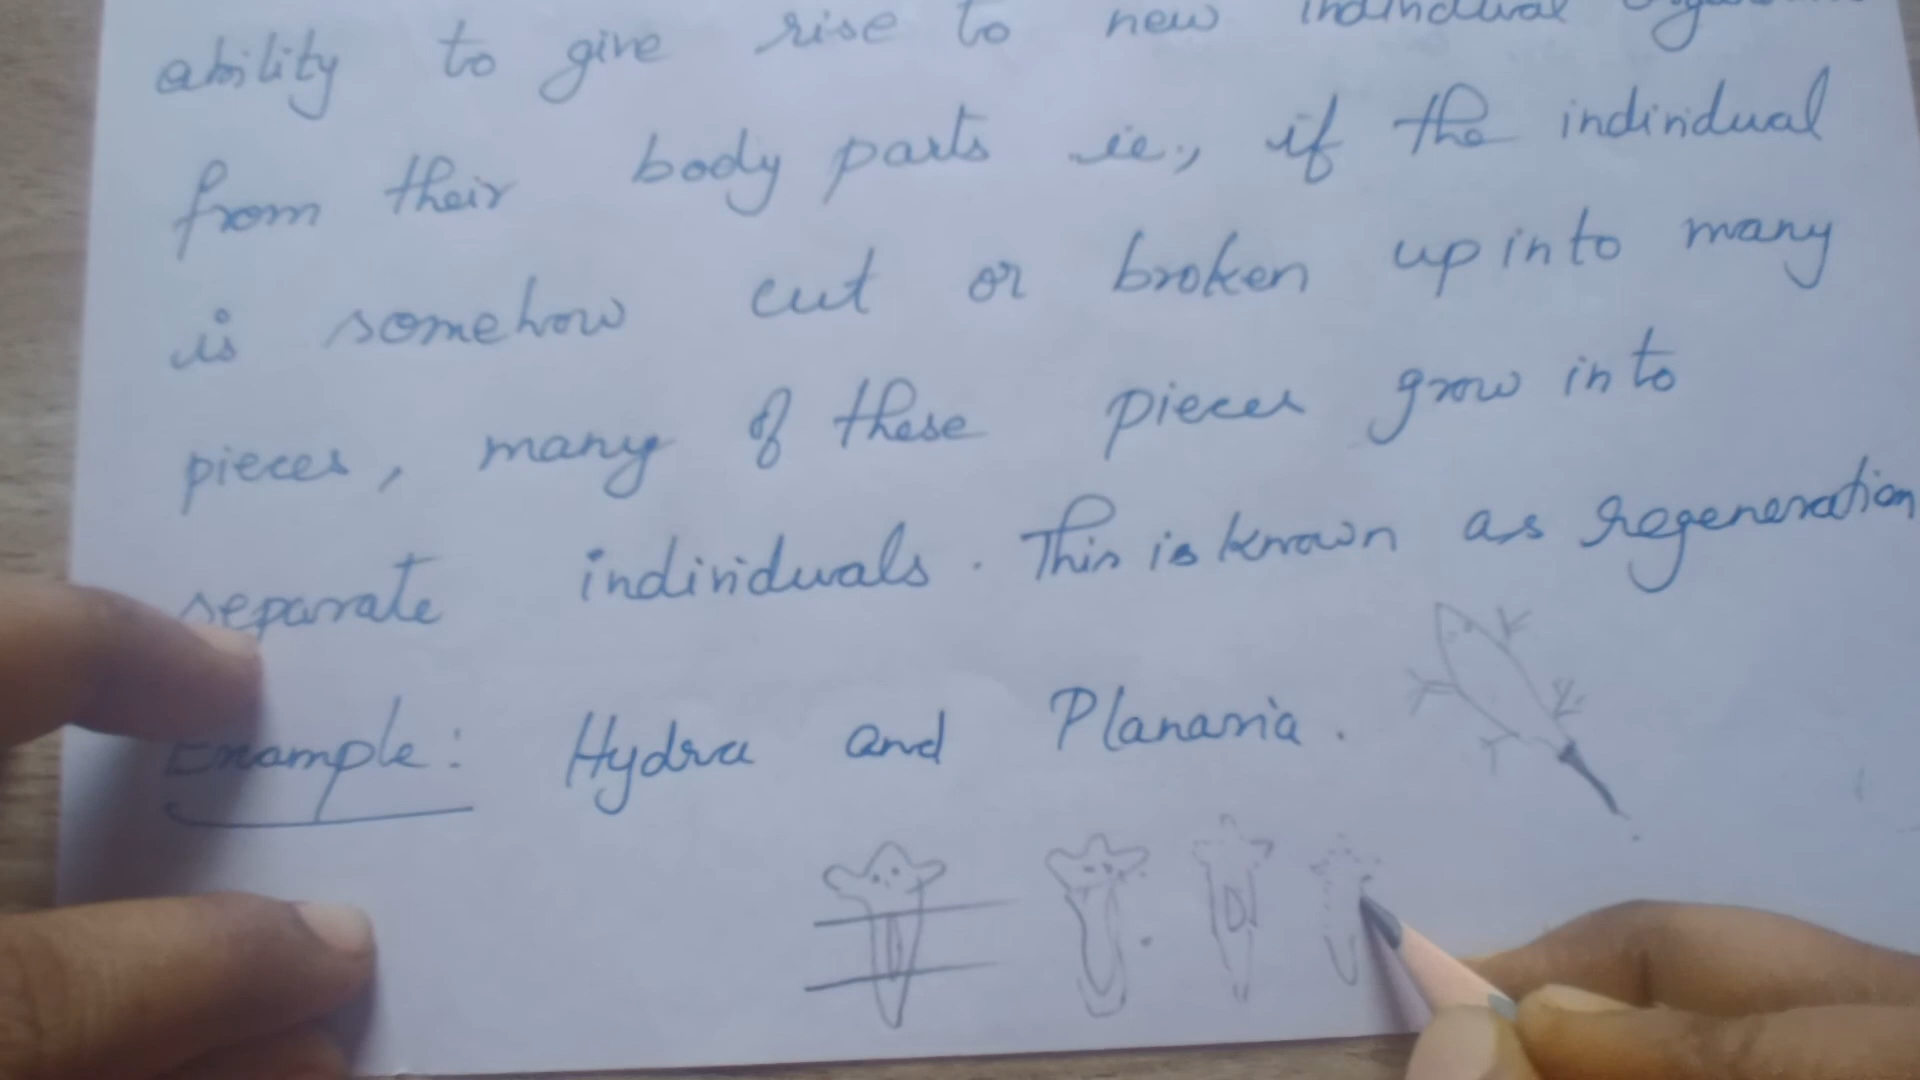 ability to give rise to new individual
from their body parts ie., if the individual
is somehow cut or broken up into many
pieces, many of these pieces grow into
separate individuals. This is known as regeneration
Example: Hydra and Planaria.